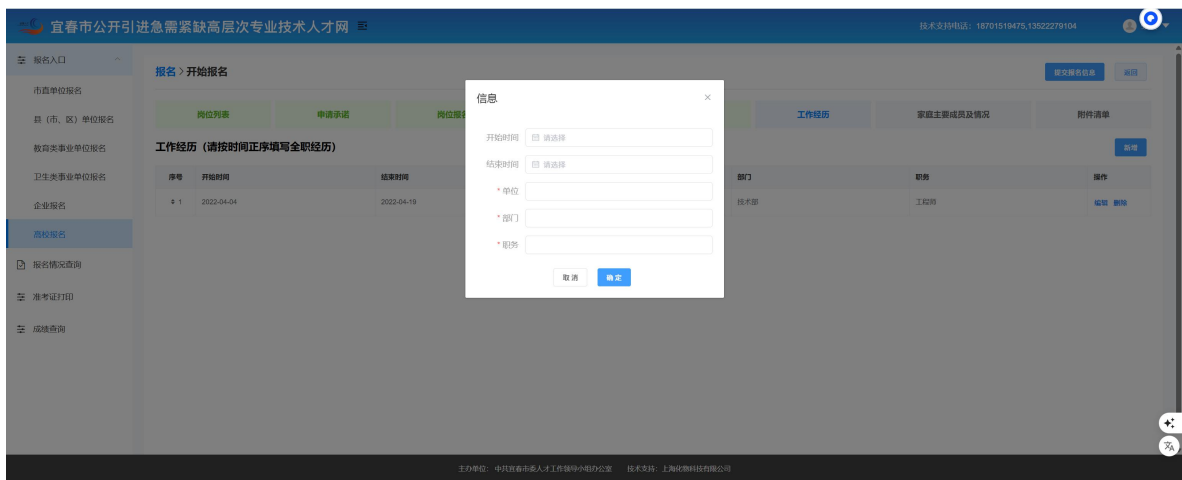 宜春市公开引进急需紧缺高层次专业技术人才网
技术支持电话：18701519475,13522279104
报名入口
市直单位报名
县（市、区）单位报名
教育类事业单位报名
卫生类事业单位报名
企业报名
高校报名
报名情况查询
准考证打印
成绩查询
报名 > 开始报名
提交报名信息 返回
岗位列表 申请承诺 岗位报 工作经历 家庭主要成员及情况 附件清单
工作经历（请按时间正序填写全职经历）
新增
序号 开始时间 结束时间 部门 职务 操作
# 1 2022-04-04 2022-04-19 技术部 工程师 编辑 删除
信息 ×
开始时间 请选择
结束时间 请选择
* 单位
* 部门
* 职务
取消 确定
主办单位：中共宜春市委人才工作领导小组办公室 技术支持：上海化物科技有限公司